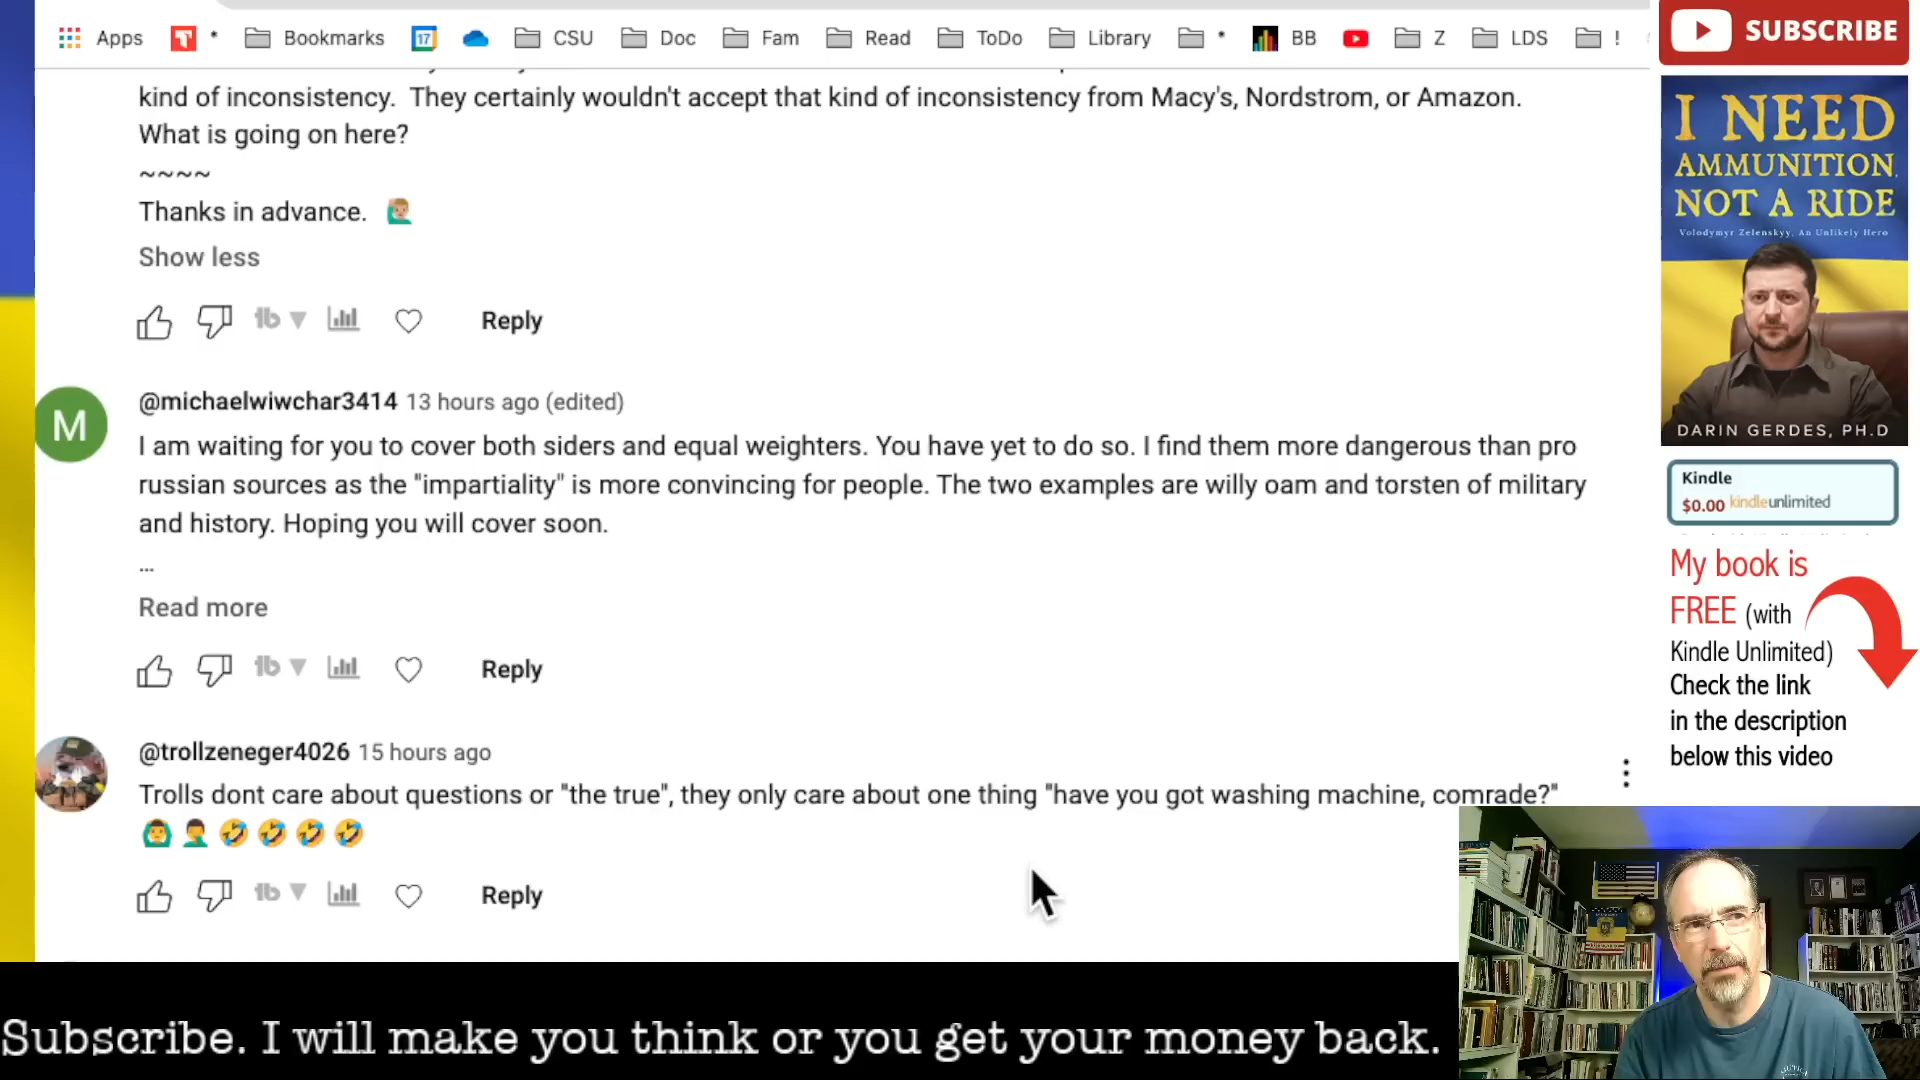 Apps
*
Bookmarks
17
CSU
Doc
Fam
Read
ToDo
Library
*
BB
Z
LDS
!
SUBSCRIBE
kind of inconsistency. They certainly wouldn't accept that kind of inconsistency from Macy's, Nordstrom, or Amazon.
What is going on here?
~~~~
Thanks in advance.
Show less
Reply
@michaelwiwchar3414 13 hours ago (edited)
M
I am waiting for you to cover both siders and equal weighters. You have yet to do so. I find them more dangerous than pro
russian sources as the "impartiality" is more convincing for people. The two examples are willy oam and torsten of military
and history. Hoping you will cover soon.
...
Read more
Reply
@trollzeneger4026 15 hours ago
Trolls dont care about questions or "the true", they only care about one thing "have you got washing machine, comrade?"
🙆‍♂️ 🤦‍♂️ 🤣 🤣 🤣 🤣
Reply
I NEED
AMMUNITION,
NOT A RIDE
Volodymyr Zelenskyy, An Unlikely Hero
DARIN GERDES, PH.D
Kindle
$0.00 kindleunlimited
My book is
FREE (with
Kindle Unlimited)
Check the link
in the description
below this video
Subscribe. I will make you think or you get your money back.